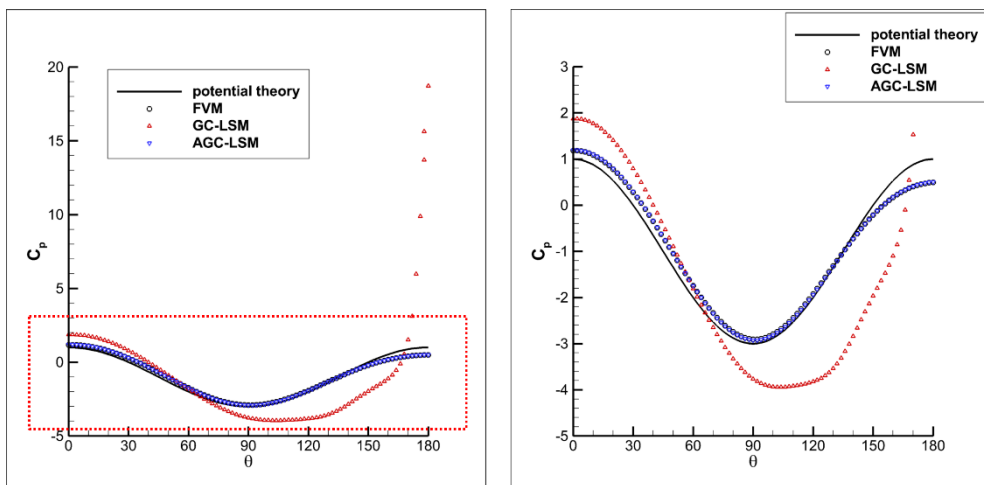 20
15
10
5
0
-5
C_p
0 30 60 90 120 150 180
θ
potential theory
FVM
GC-LSM
AGC-LSM
3
2
1
0
-1
-2
-3
-4
-5
C_p
0 30 60 90 120 150 180
θ
potential theory
FVM
GC-LSM
AGC-LSM